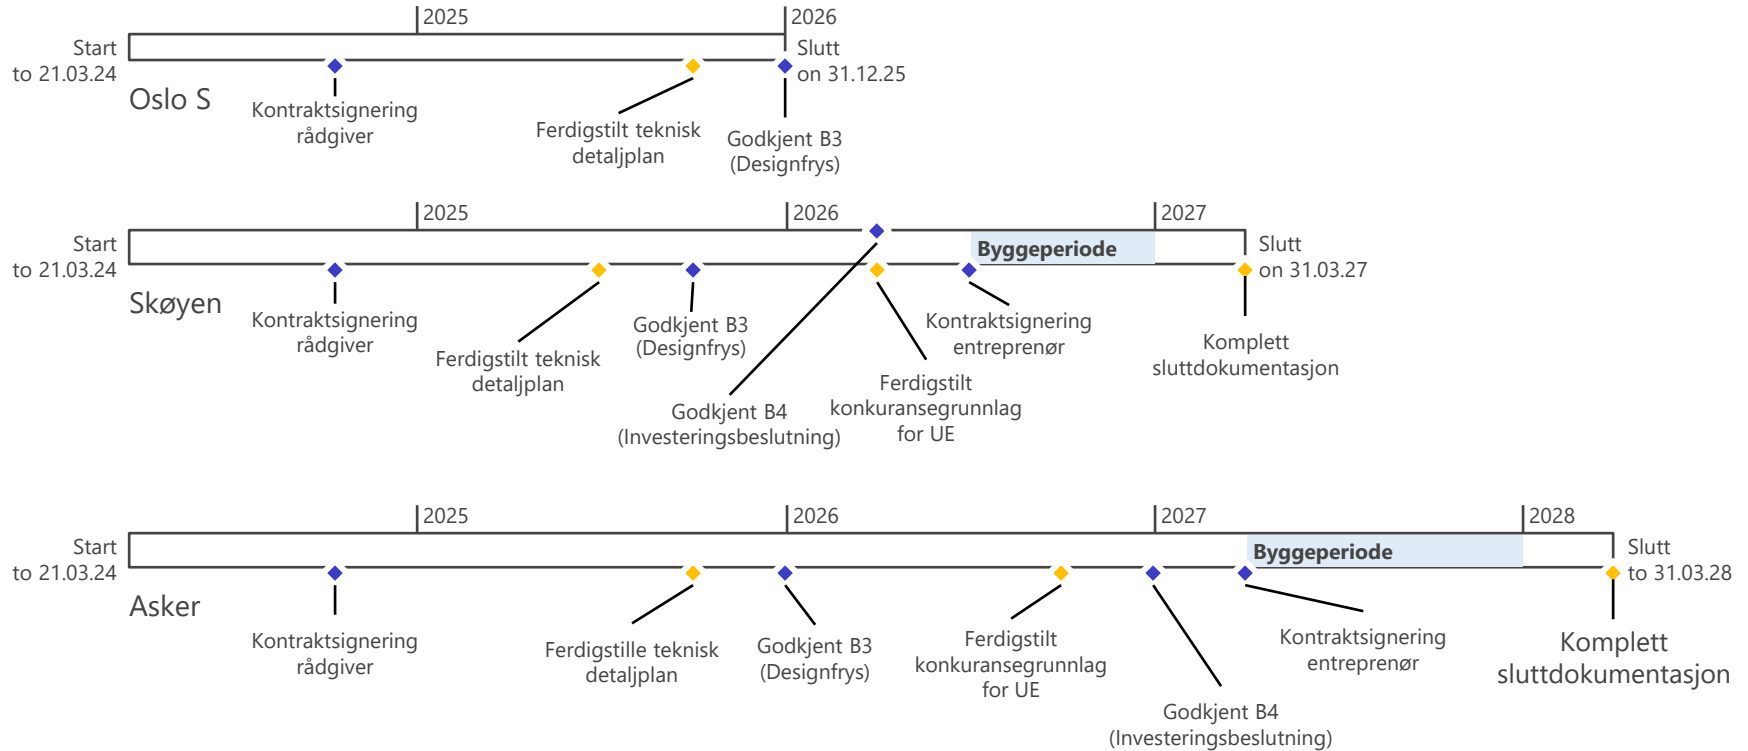 2025
2026
Start
to 21.03.24
Slutt
on 31.12.25
Oslo S
Kontraktsignering
rådgiver
Ferdigstilt teknisk
detaljplan
Godkjent B3
(Designfrys)
2025
2026
2027
Start
to 21.03.24
Byggeperiode
Slutt
on 31.03.27
Skøyen
Kontraktsignering
rådgiver
Ferdigstilt teknisk
detaljplan
Godkjent B3
(Designfrys)
Godkjent B4
(Investeringsbeslutning)
Ferdigstilt
konkuransegrunnlag
for UE
Kontraktsignering
entreprenør
Komplett
sluttdokumentasjon
2025
2026
2027
2028
Start
to 21.03.24
Byggeperiode
Slutt
to 31.03.28
Asker
Kontraktsignering
rådgiver
Ferdigstille teknisk
detaljplan
Godkjent B3
(Designfrys)
Ferdigstilt
konkuransegrunnlag
for UE
Godkjent B4
(Investeringsbeslutning)
Kontraktsignering
entreprenør
Komplett
sluttdokumentasjon